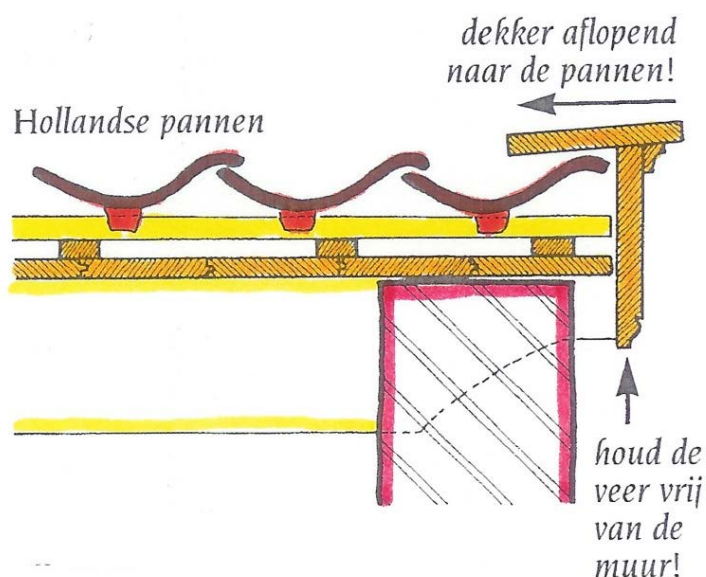 dekker aflopend
naar de pannen!
Hollandse pannen
houd de
veer vrij
van de
muur!